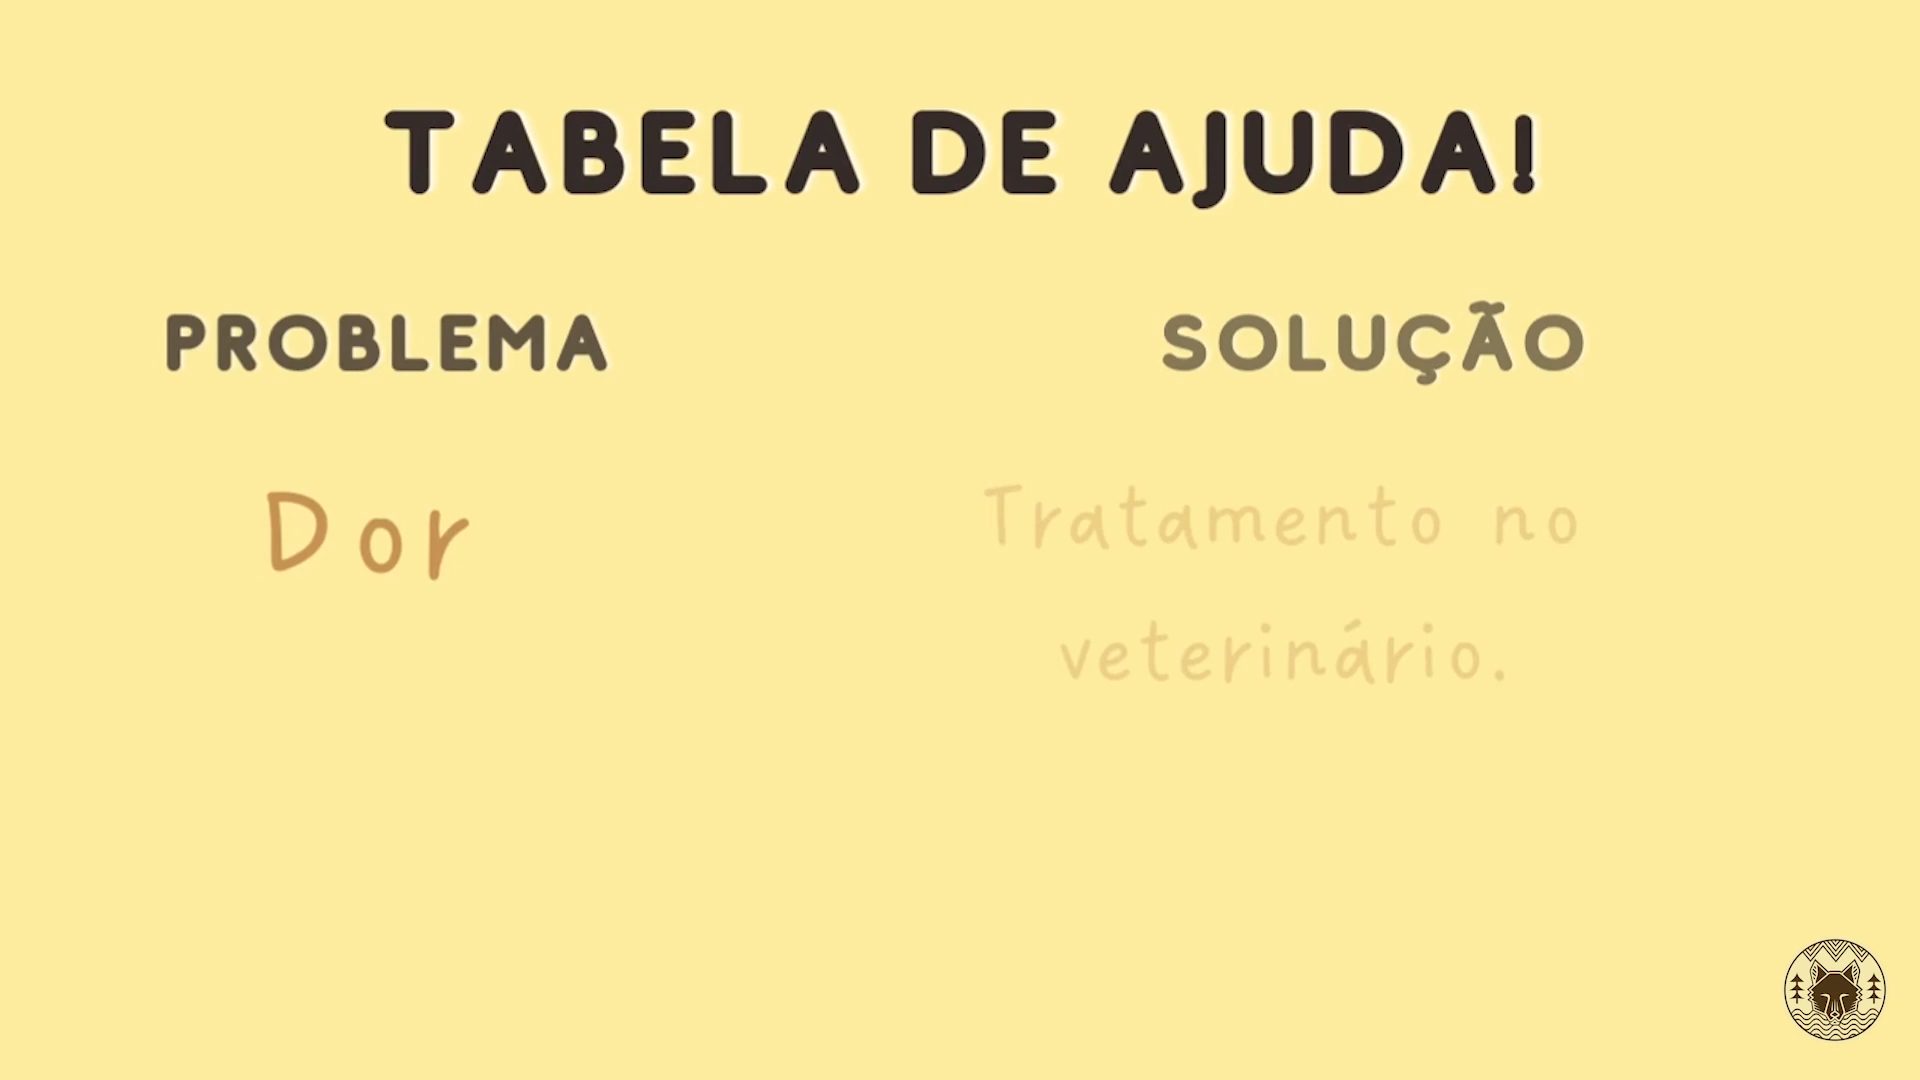 TABELA DE AJUDA!
PROBLEMA
SOLUÇÃO
Dor
Tratamento no
veterinário.